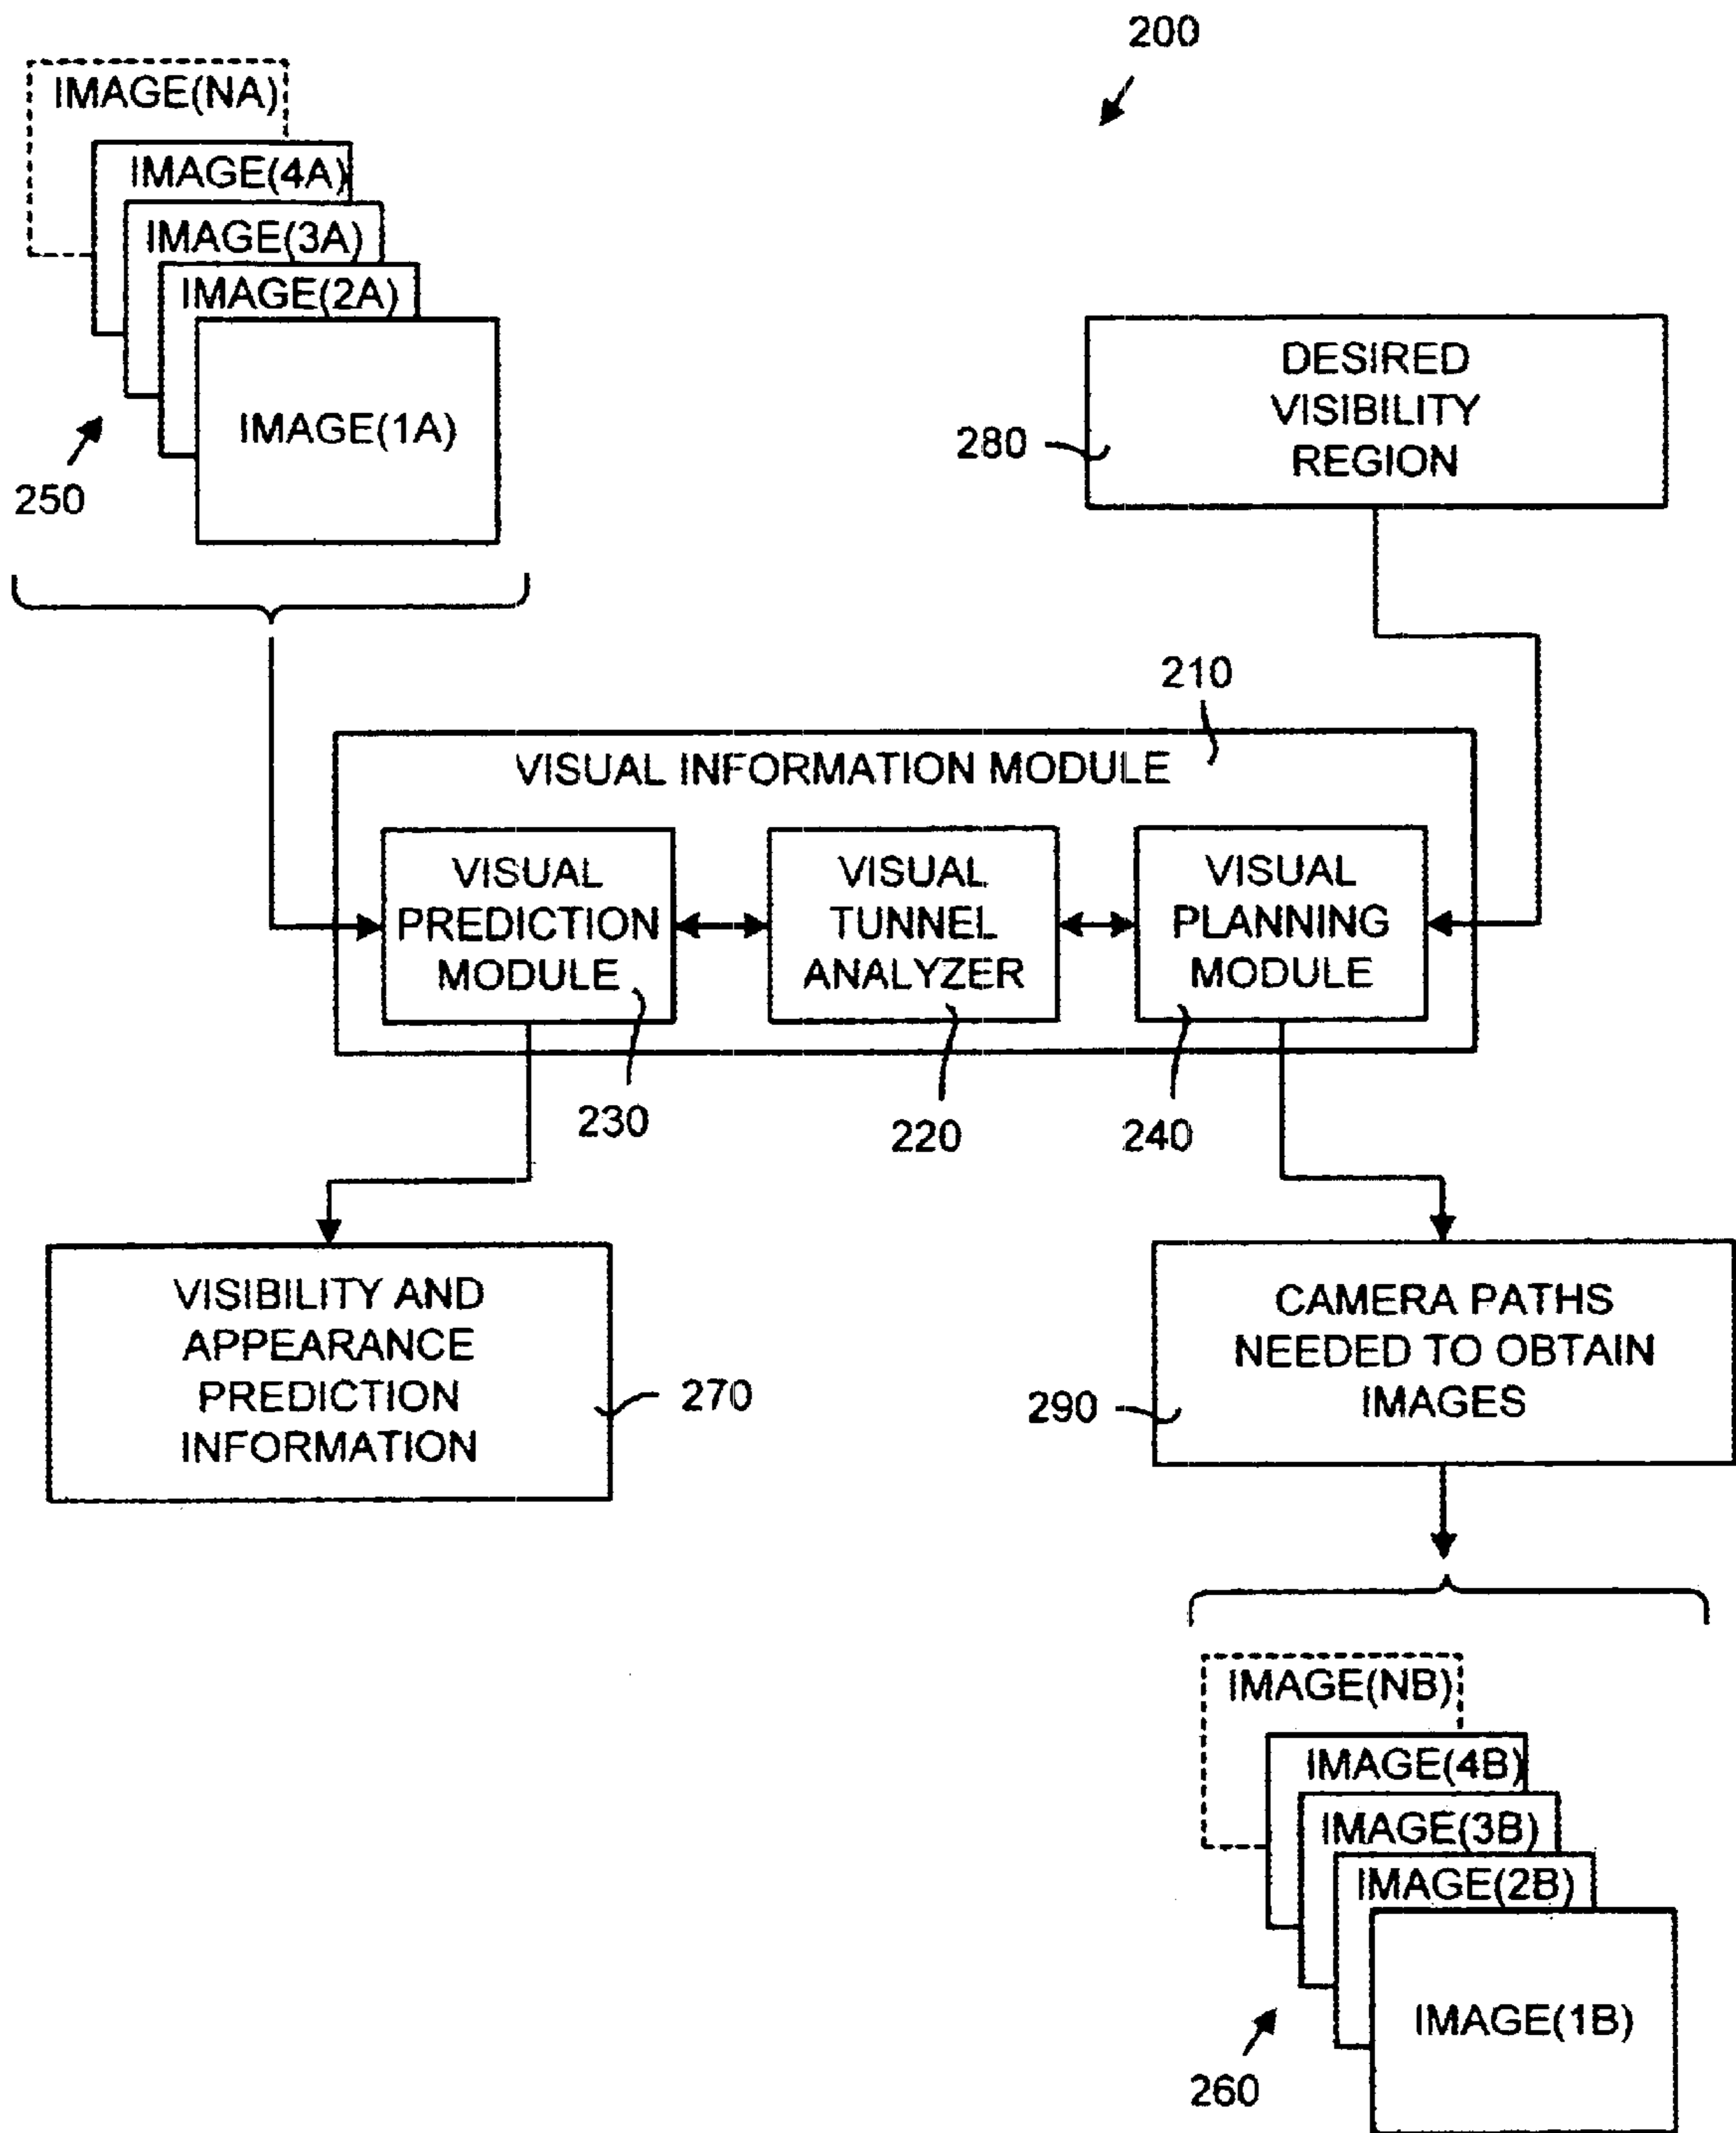 200
IMAGE(NA)
IMAGE(4A)
IMAGE(3A)
IMAGE(2A)
IMAGE(1A)
250
DESIRED
VISIBILITY
REGION
280
210
VISUAL INFORMATION MODULE
VISUAL
PREDICTION
MODULE
VISUAL
TUNNEL
ANALYZER
VISUAL
PLANNING
MODULE
230
220
240
VISIBILITY AND
APPEARANCE
PREDICTION
INFORMATION
270
CAMERA PATHS
NEEDED TO OBTAIN
IMAGES
290
IMAGE(NB)
IMAGE(4B)
IMAGE(3B)
IMAGE(2B)
IMAGE(1B)
260